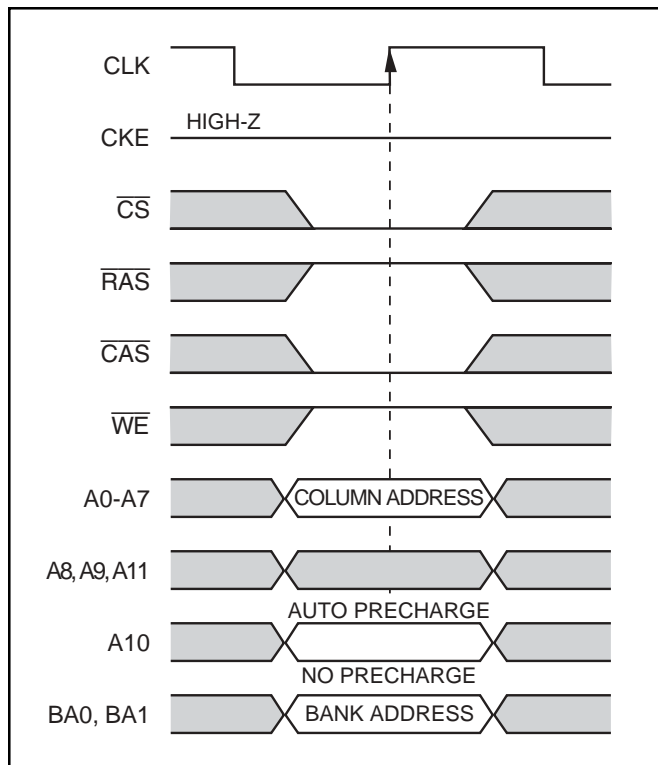 CLK
CKE HIGH-Z
CS
RAS
CAS
WE
A0-A7 COLUMN ADDRESS
A8, A9, A11
AUTO PRECHARGE
A10
NO PRECHARGE
BA0, BA1 BANK ADDRESS